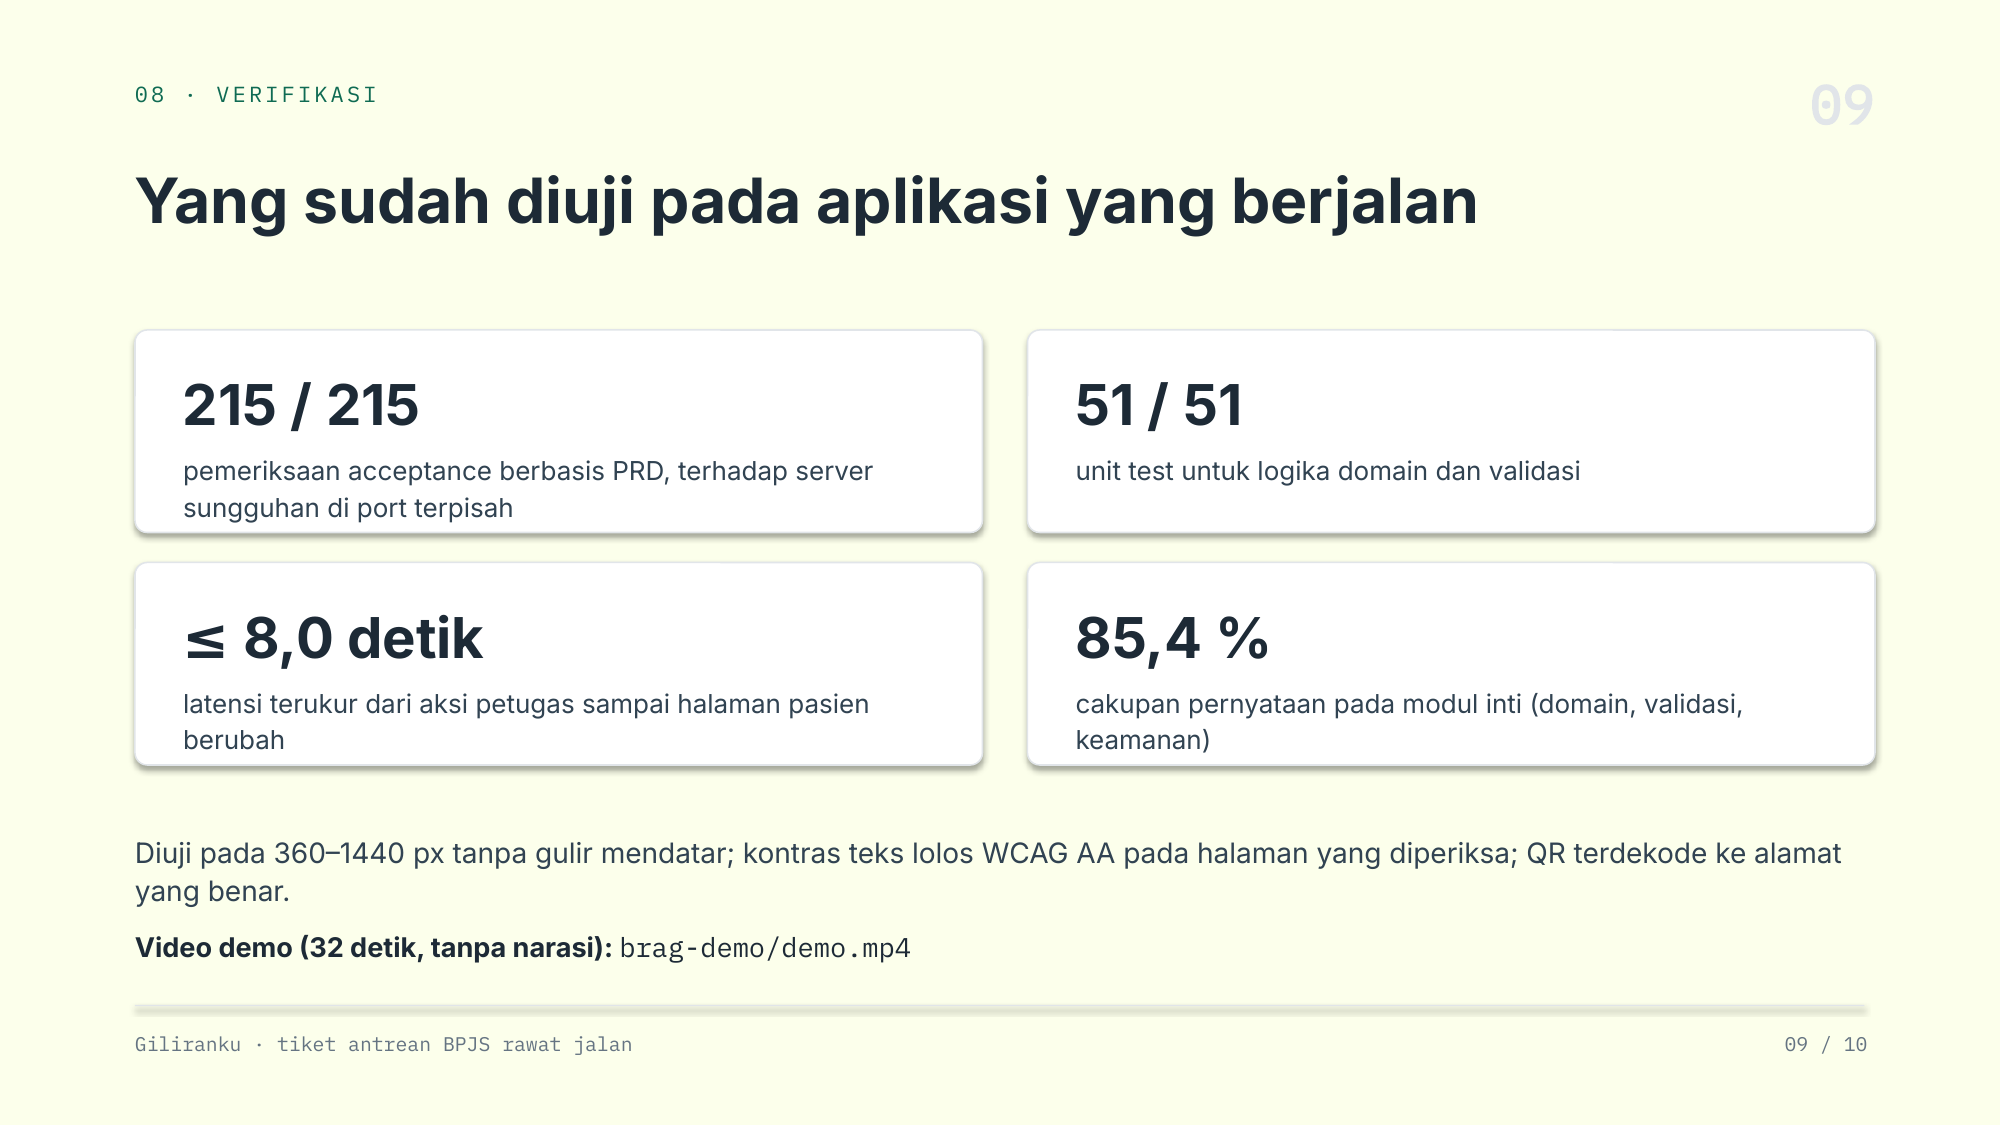 08 · VERIFIKASI
09
Yang sudah diuji pada aplikasi yang berjalan
215 / 215
pemeriksaan acceptance berbasis PRD, terhadap server
sungguhan di port terpisah
51 / 51
unit test untuk logika domain dan validasi
≤ 8,0 detik
latensi terukur dari aksi petugas sampai halaman pasien
berubah
85,4 %
cakupan pernyataan pada modul inti (domain, validasi,
keamanan)
Diuji pada 360–1440 px tanpa gulir mendatar; kontras teks lolos WCAG AA pada halaman yang diperiksa; QR terdekode ke alamat
yang benar.
Video demo (32 detik, tanpa narasi): brag-demo/demo.mp4
Giliranku · tiket antrean BPJS rawat jalan
09 / 10